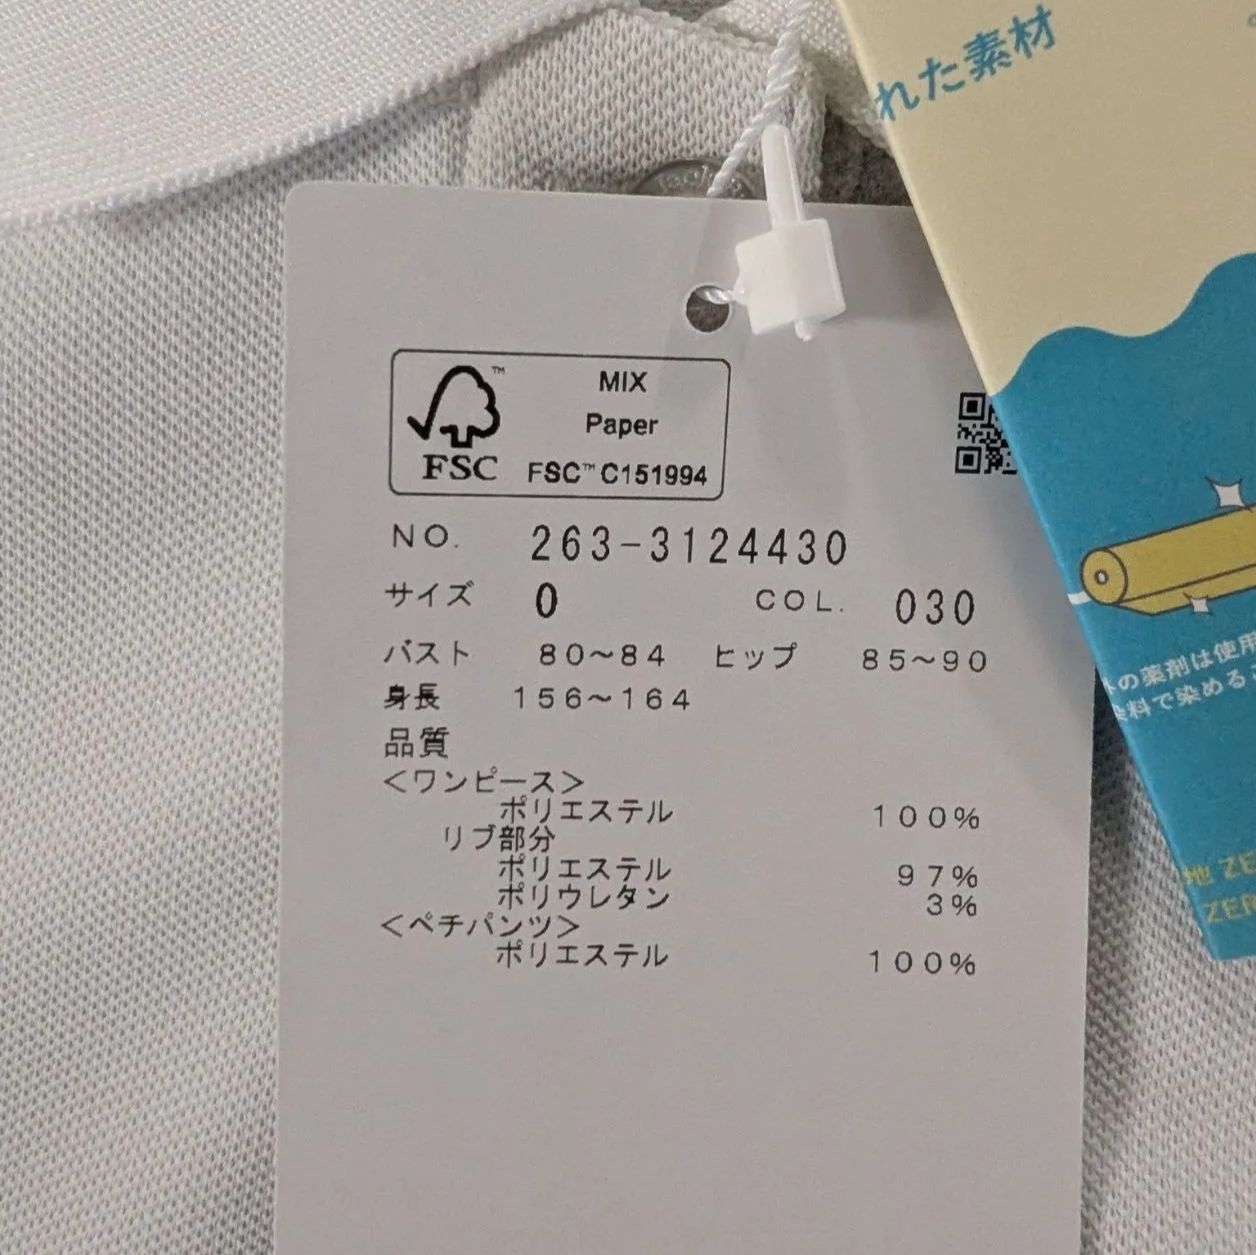 れた素材
MIX
Paper
FSC™ C151994
FSC
NO. 263-3124430
サイズ 0 COL. 030
バスト 80~84 ヒップ 85~90
身長 156~164
品質
<ワンピース>
ポリエステル 100%
リブ部分
ポリエステル 97%
ポリウレタン 3%
<ペチパンツ>
ポリエステル 100%
の薬剤は使用
料で染める